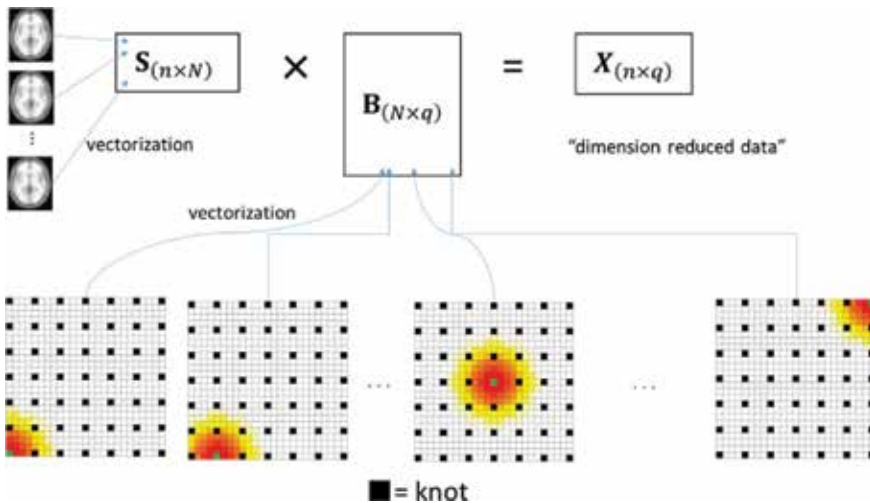 S(n×N) × B(N×q) = X(n×q)
⋮
vectorization
"dimension reduced data"
vectorization
...
...
= knot